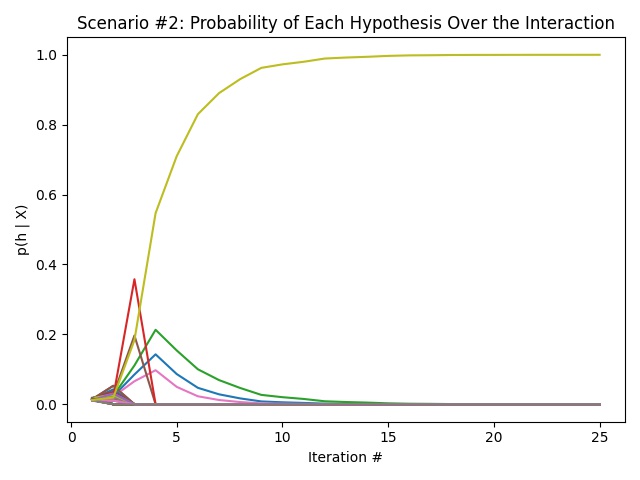 Scenario #2: Probability of Each Hypothesis Over the Interaction
1.0
0.8
0.6
0.4
0.2
0.0
p(h | X)
0 5 10 15 20 25
Iteration #